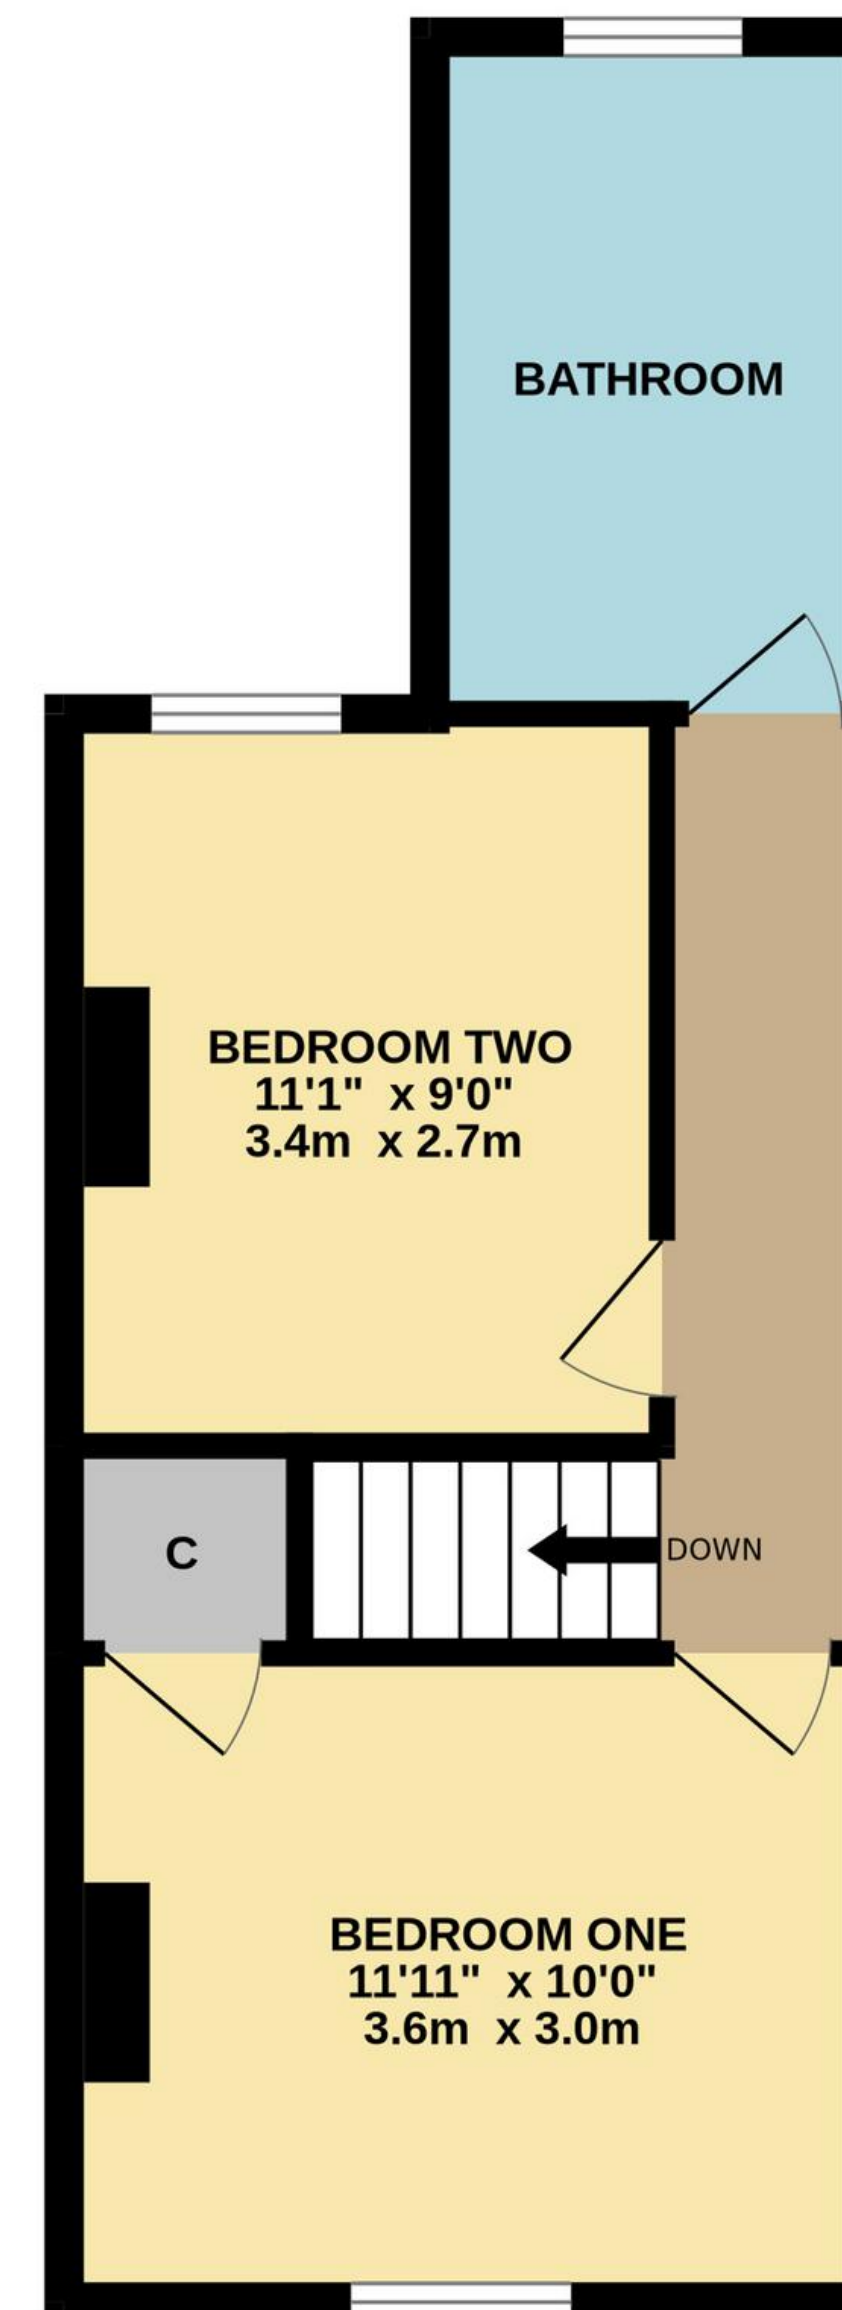 BATHROOM
BEDROOM TWO
11'1" x 9'0"
3.4m x 2.7m
C
DOWN
BEDROOM ONE
11'11" x 10'0"
3.6m x 3.0m